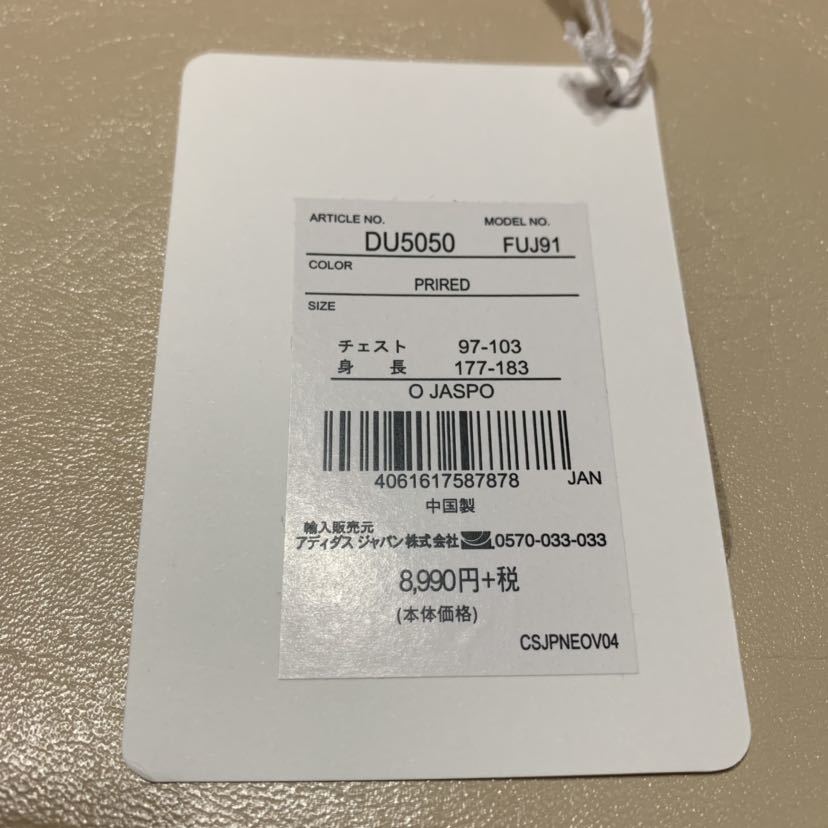 ARTICLE NO. MODEL NO.
DU5050 FUJ91
COLOR
PRIRED
SIZE
チェスト 97-103
身 長 177-183
O JASPO
4061617587878 JAN
中国製
輸入販売元
アディダス ジャパン株式会社 0570-033-033
8,990円+税
(本体価格)
CSJPNEOV04